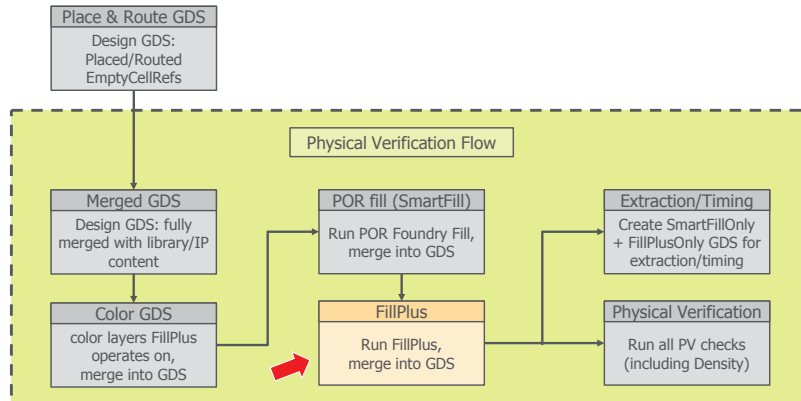 Place & Route GDS
Design GDS:
Placed/Routed
EmptyCellRefs
Physical Verification Flow
Merged GDS
Design GDS: fully
merged with library/IP
content
Color GDS
color layers FillPlus
operates on,
merge into GDS
POR fill (SmartFill)
Run POR Foundry Fill,
merge into GDS
FillPlus
Run FillPlus,
merge into GDS
Extraction/Timing
Create SmartFillOnly
+ FillPlusOnly GDS for
extraction/timing
Physical Verification
Run all PV checks
(including Density)